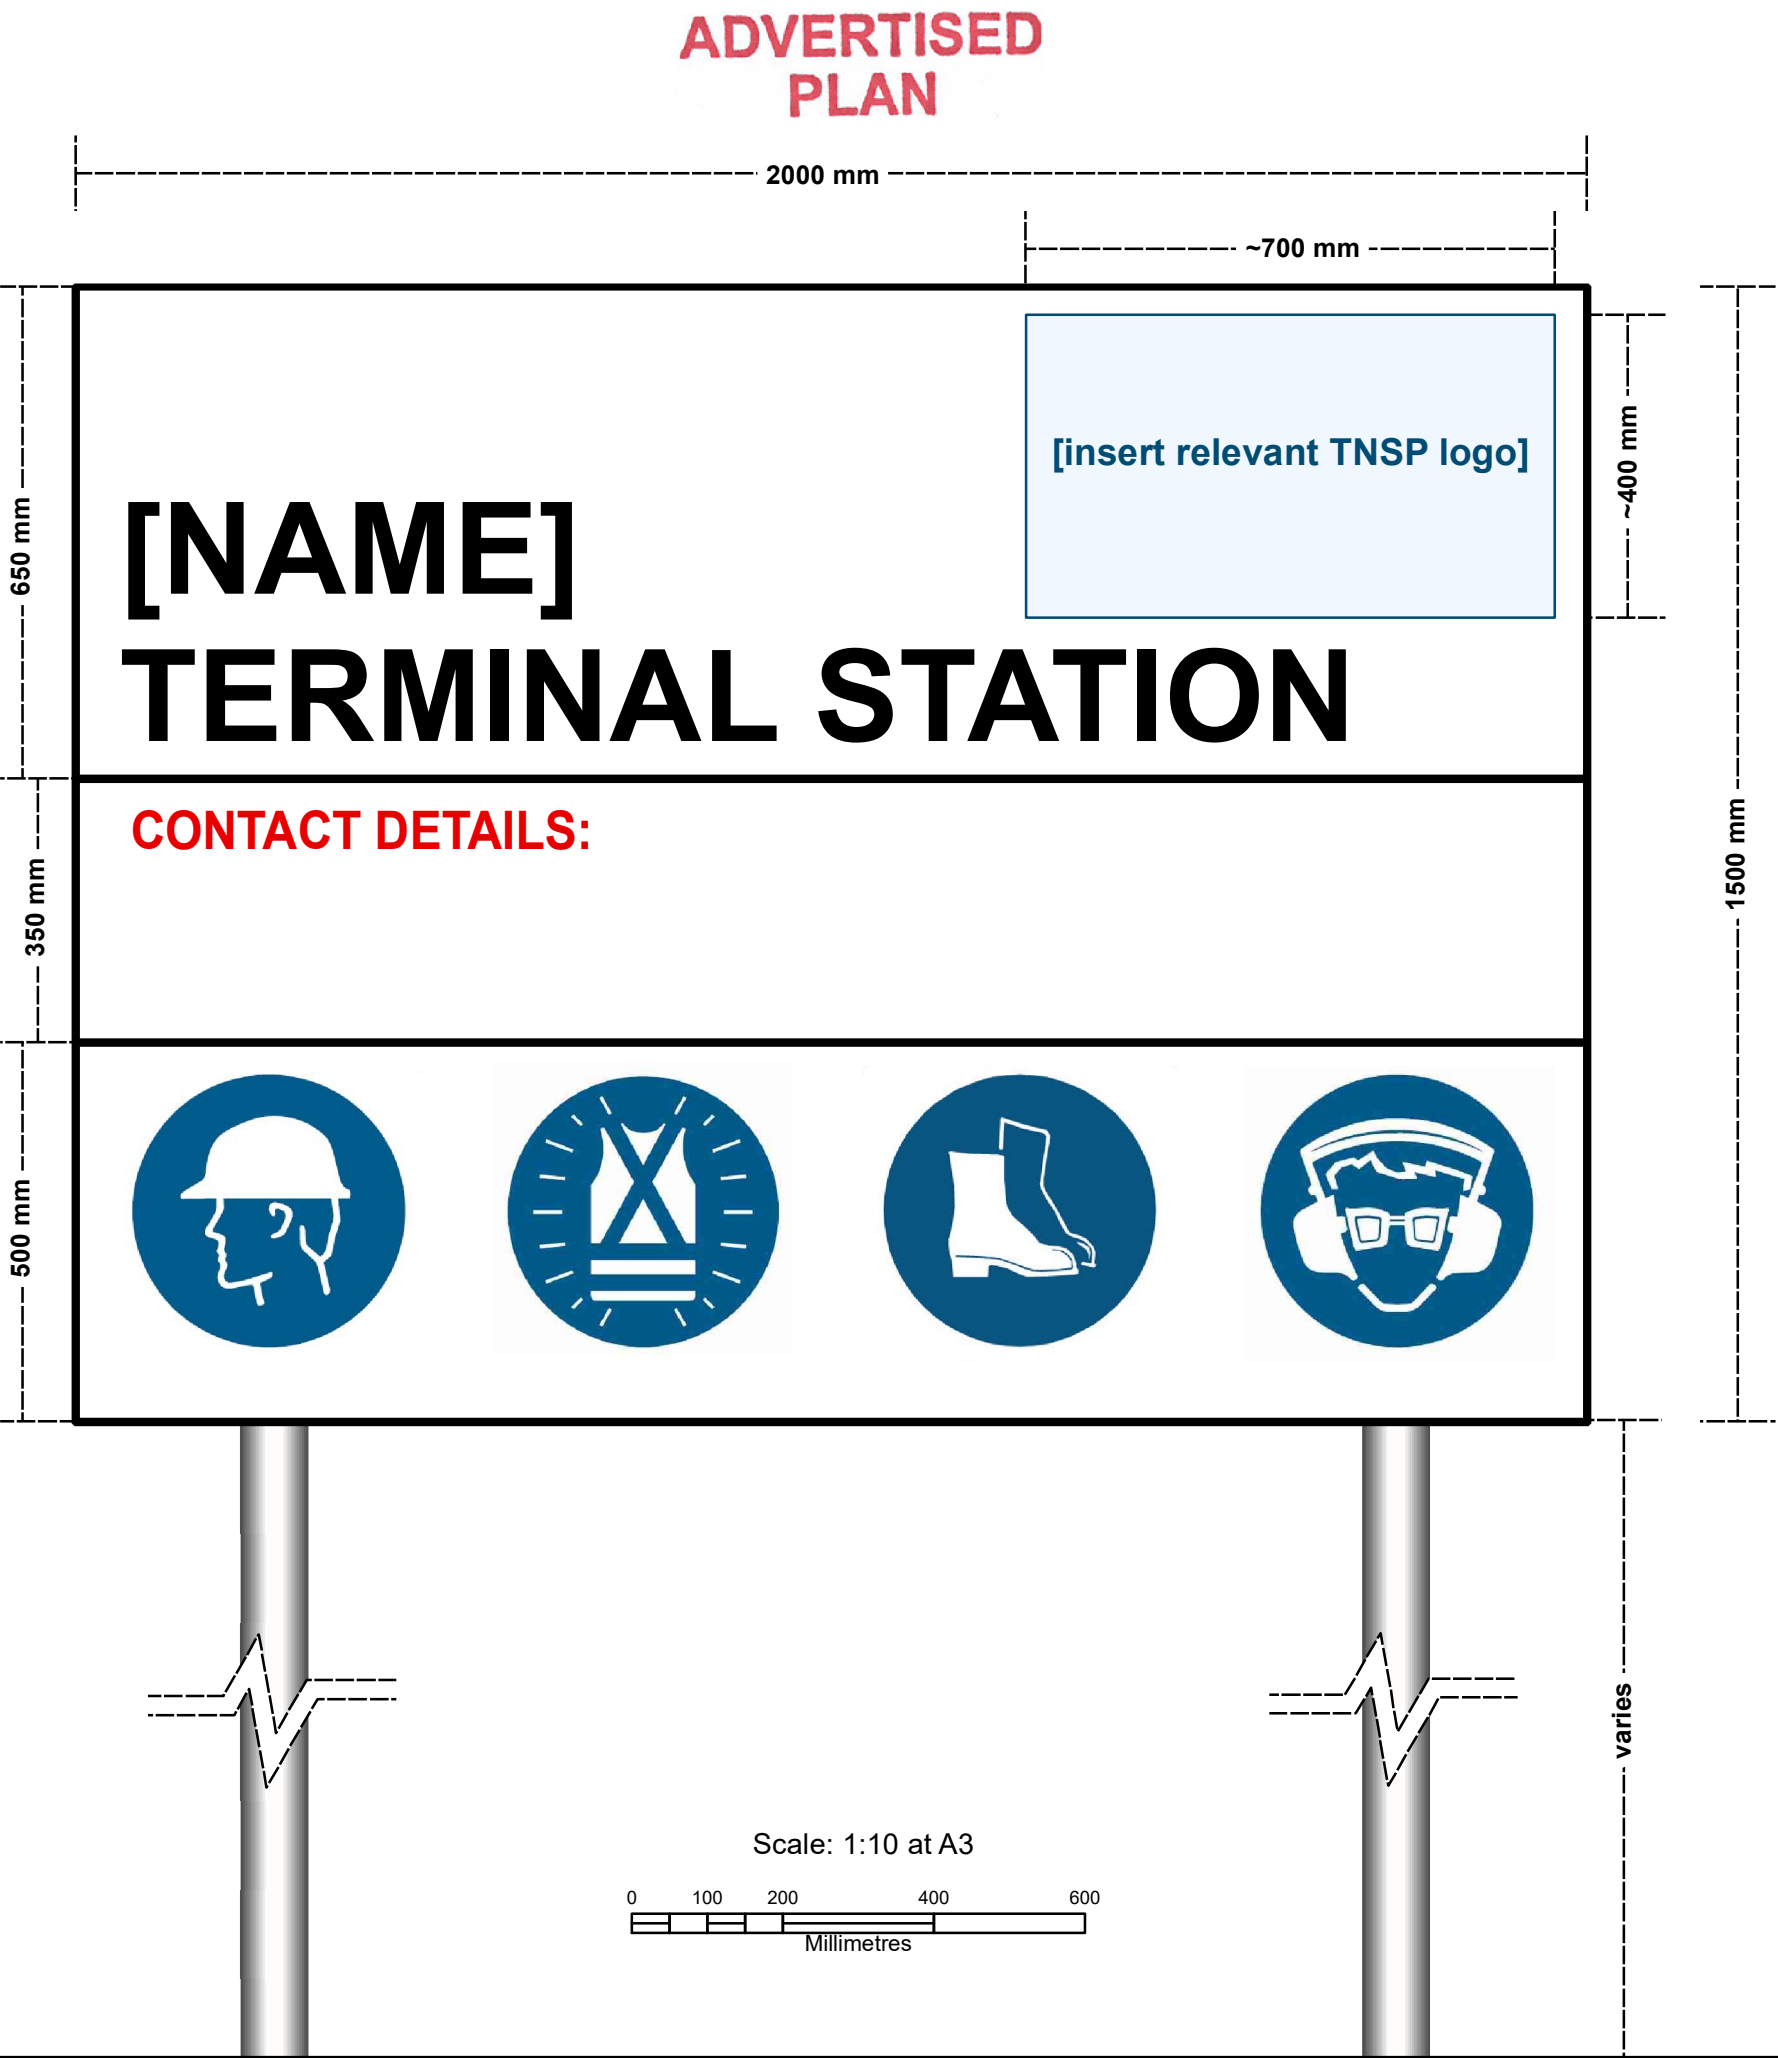 ADVERTISED
PLAN
2000 mm
~700 mm
[insert relevant TNSP logo]
~400 mm
650 mm
[NAME]
TERMINAL STATION
1500 mm
CONTACT DETAILS:
350 mm
500 mm
varies
Scale: 1:10 at A3
0 100 200 400 600
Millimetres